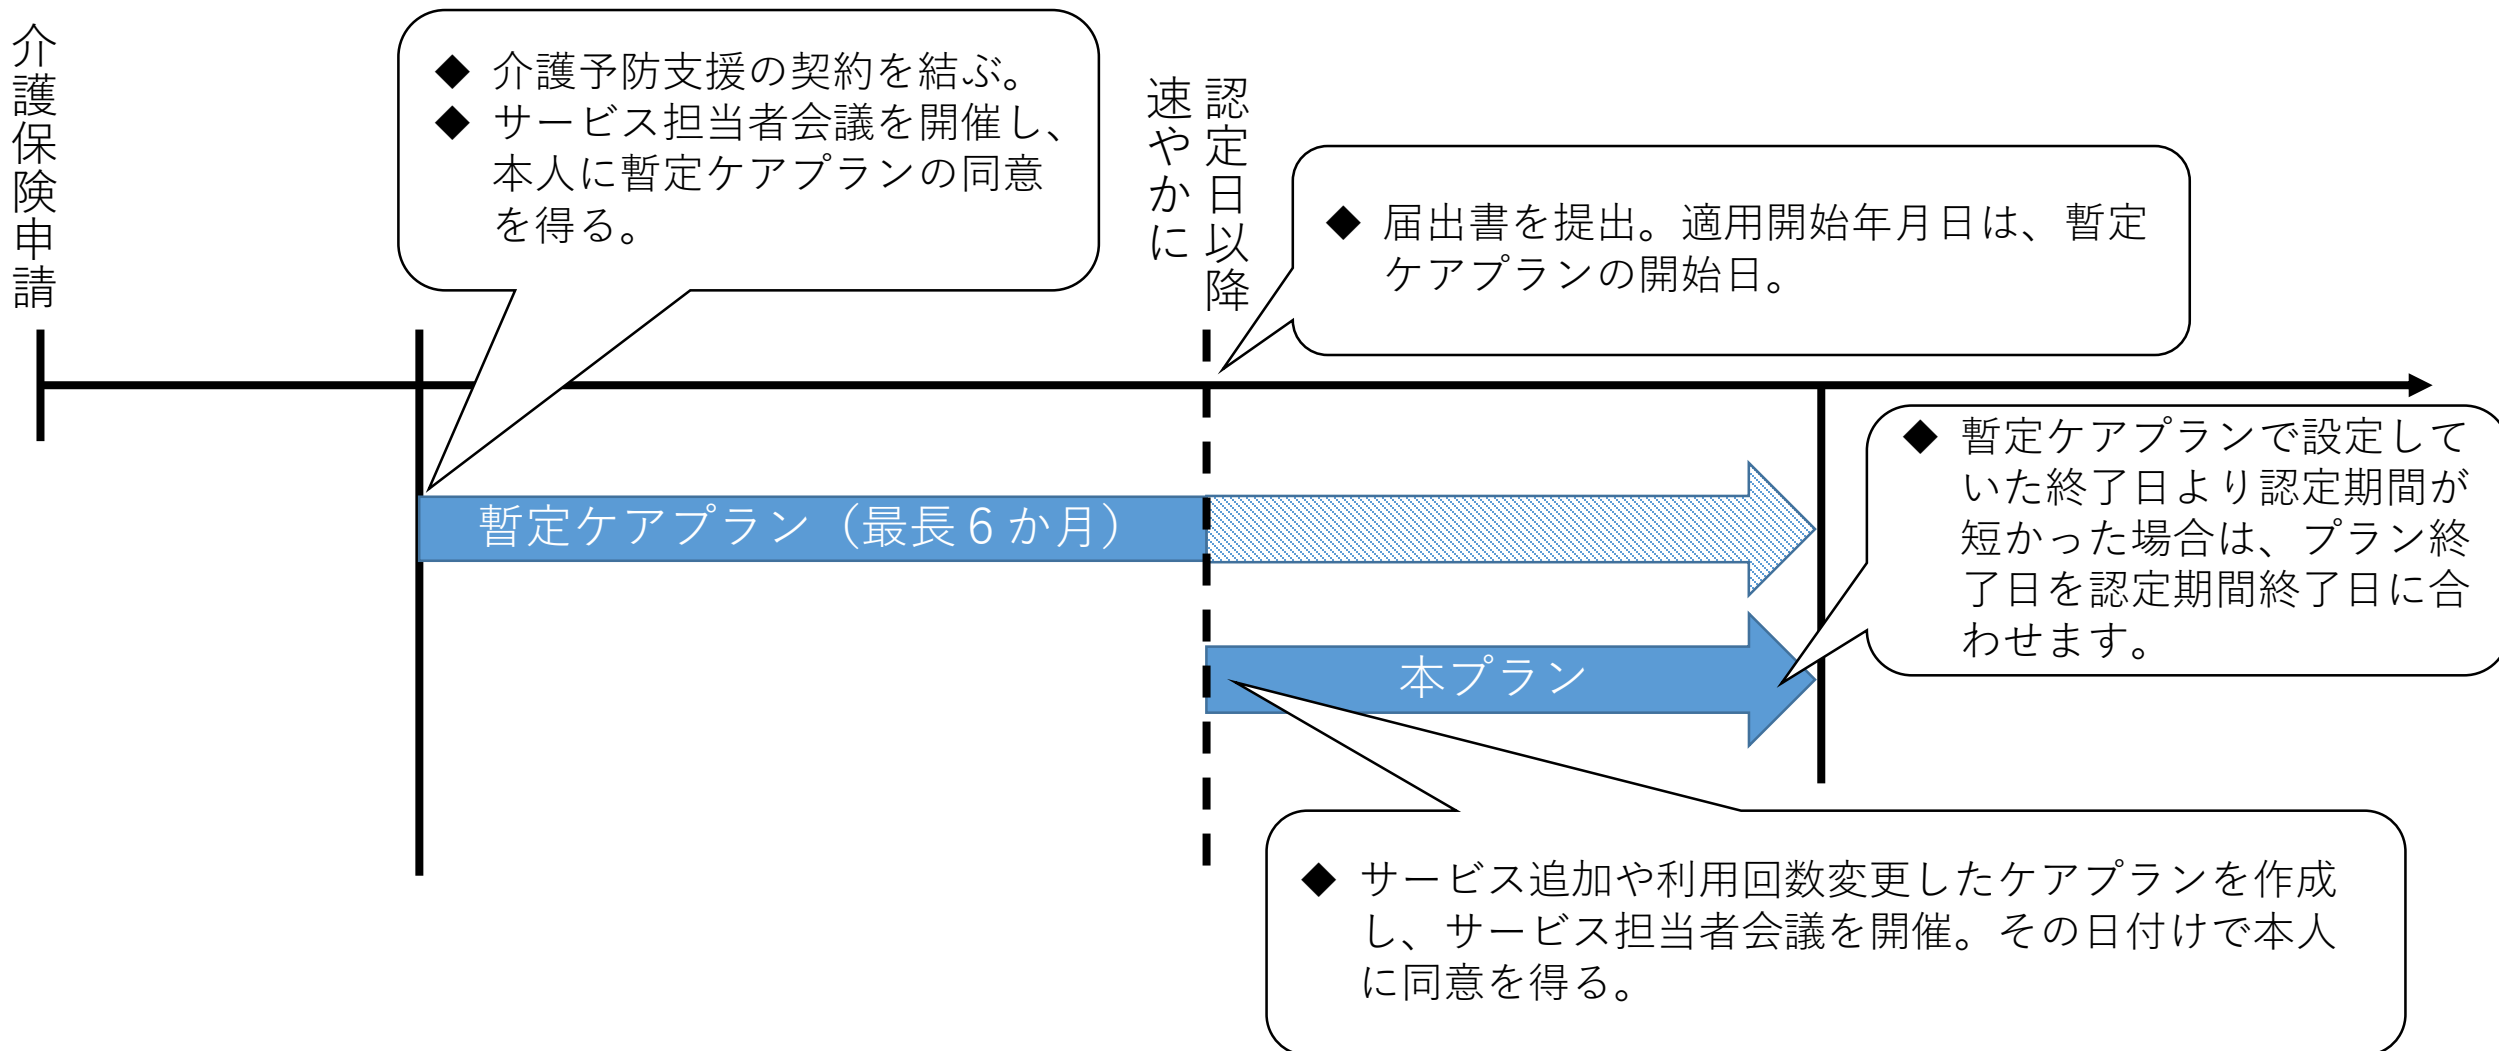 介護保険申請
◆ 介護予防支援の契約を結ぶ。
◆ サービス担当者会議を開催し、
本人に暫定ケアプランの同意
を得る。
認定日以降
速やかに
◆ 届出書を提出。適用開始年月日は、暫定
ケアプランの開始日。
◆ 暫定ケアプランで設定して
いた終了日より認定期間が
短かった場合は、プラン終
了日を認定期間終了日に合
わせます。
暫定ケアプラン（最長６か月）
本プラン
◆ サービス追加や利用回数変更したケアプランを作成
し、サービス担当者会議を開催。その日付けで本人
に同意を得る。